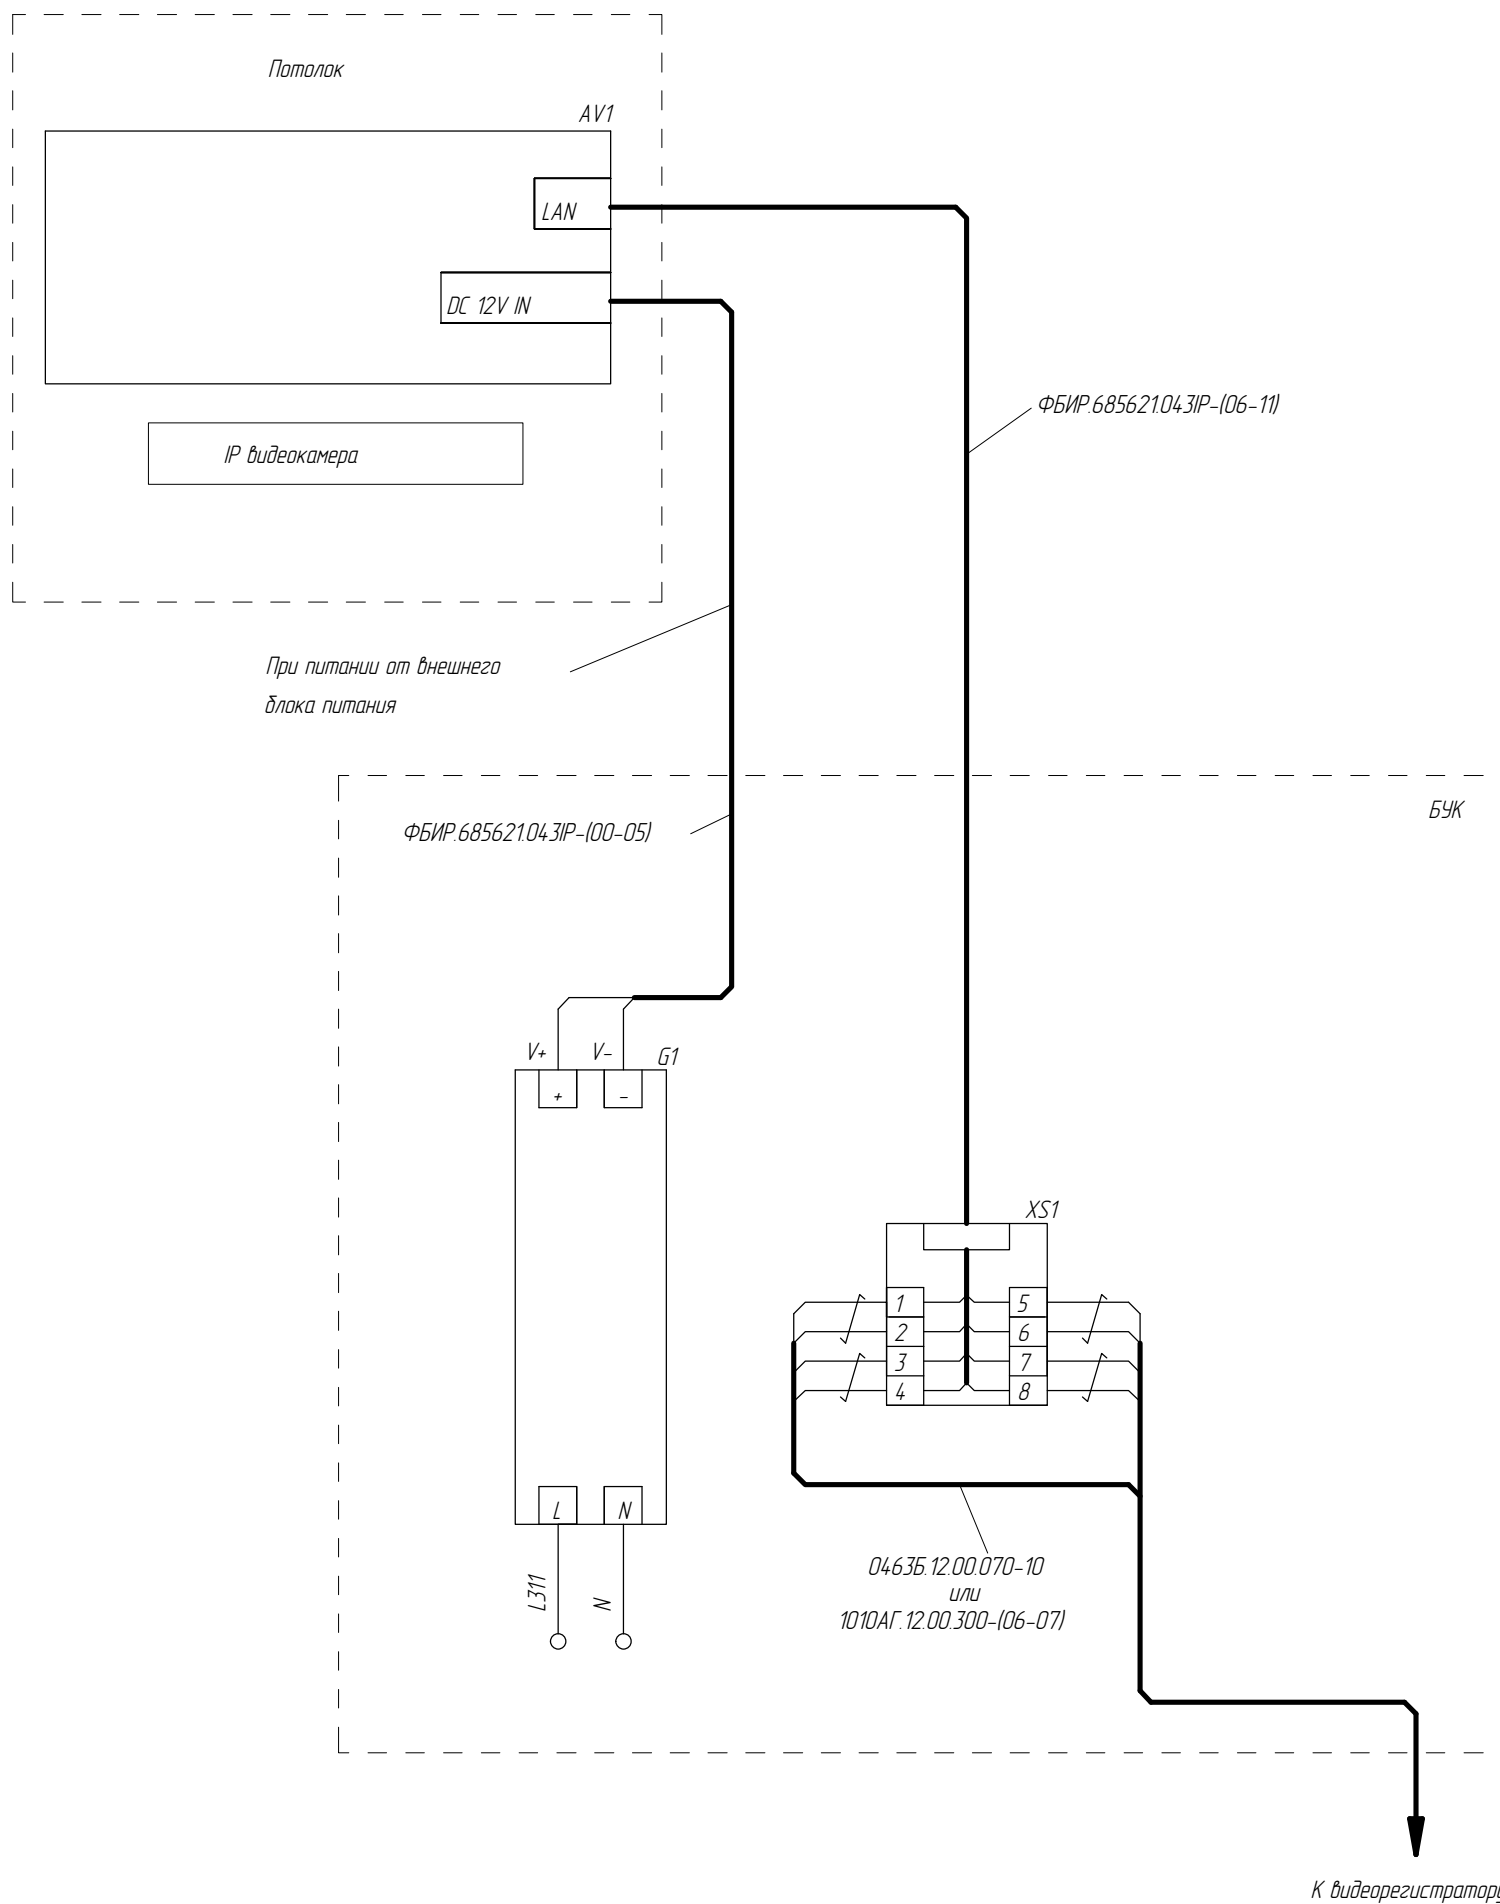 Потолок
AV1
LAN
DC 12V IN
ФБИР.685621.043IP-(06-11)
IP видеокамера
При питании от внешнего
блока питания
БУК
ФБИР.685621.043IP-(00-05)
V+
V-
G1
+
-
XS1
1
5
2
6
3
7
4
8
L
N
0463Б.12.00.070-10
или
1010АГ.12.00.300-(06-07)
L311
N
К видеорегистратору